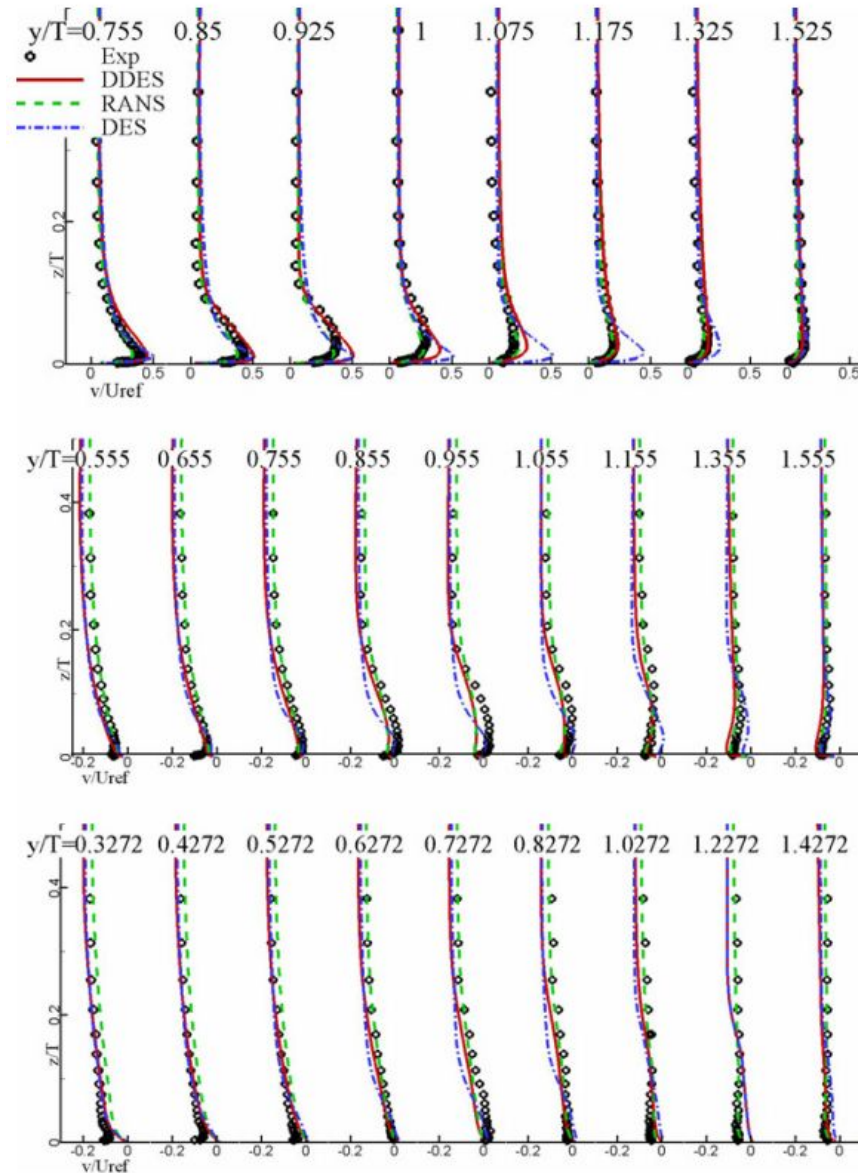 y/T=0.755 0.85 0.925 1 1.075 1.175 1.325 1.525
Exp
DDES
RANS
DES
0.2
z/T
0
0 0.5 0 0.5 0 0.5 0 0.5 0 0.5 0 0.5 0 0.5 0 0.5
v/Uref
y/T=0.555 0.655 0.755 0.855 0.955 1.055 1.155 1.355 1.555
0.4
0.2
z/T
0
-0.2 0 -0.2 0 -0.2 0 -0.2 0 -0.2 0 -0.2 0 -0.2 0 -0.2 0 -0.2 0
v/Uref
y/T=0.3272 0.4272 0.5272 0.6272 0.7272 0.8272 1.0272 1.2272 1.4272
0.4
0.2
z/T
0
-0.2 0 -0.2 0 -0.2 0 -0.2 0 -0.2 0 -0.2 0 -0.2 0 -0.2 0 -0.2 0
v/Uref